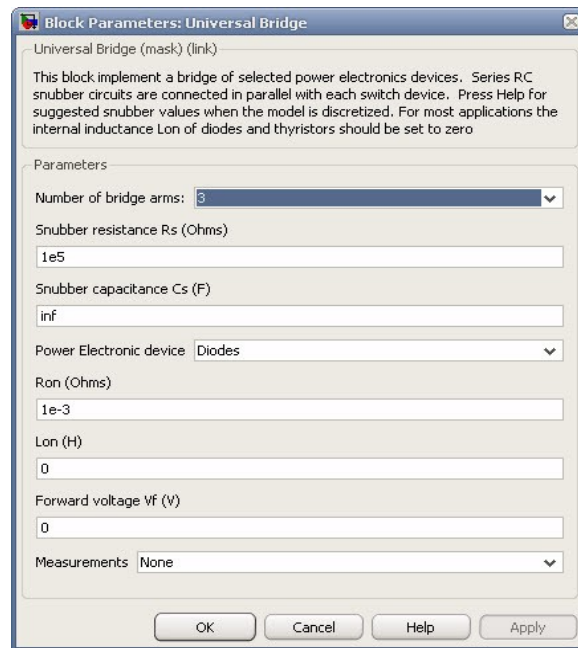 Block Parameters: Universal Bridge
Universal Bridge (mask) (link)
This block implement a bridge of selected power electronics devices. Series RC
snubber circuits are connected in parallel with each switch device. Press Help for
suggested snubber values when the model is discretized. For most applications the
internal inductance Lon of diodes and thyristors should be set to zero
Parameters
Number of bridge arms: 3
Snubber resistance Rs (Ohms)
1e5
Snubber capacitance Cs (F)
inf
Power Electronic device Diodes
Ron (Ohms)
1e-3
Lon (H)
0
Forward voltage Vf (V)
0
Measurements None
OK Cancel Help Apply